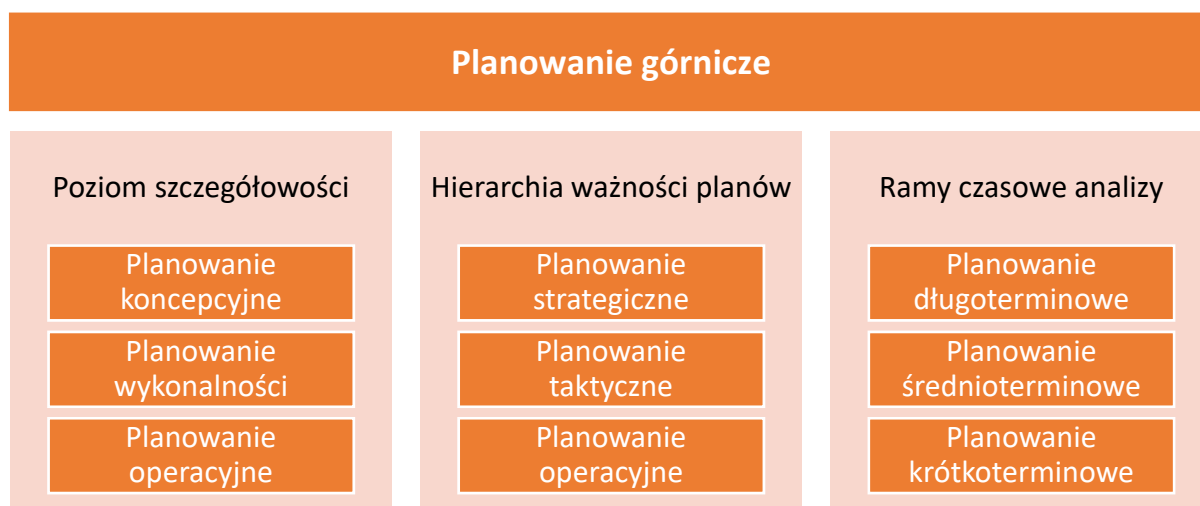 Planowanie górnicze
Poziom szczegółowości
Planowanie
koncepcyjne
Planowanie
wykonalności
Planowanie
operacyjne
Hierarchia ważności planów
Planowanie
strategiczne
Planowanie
taktyczne
Planowanie
operacyjne
Ramy czasowe analizy
Planowanie
długoterminowe
Planowanie
średnioterminowe
Planowanie
krótkoterminowe